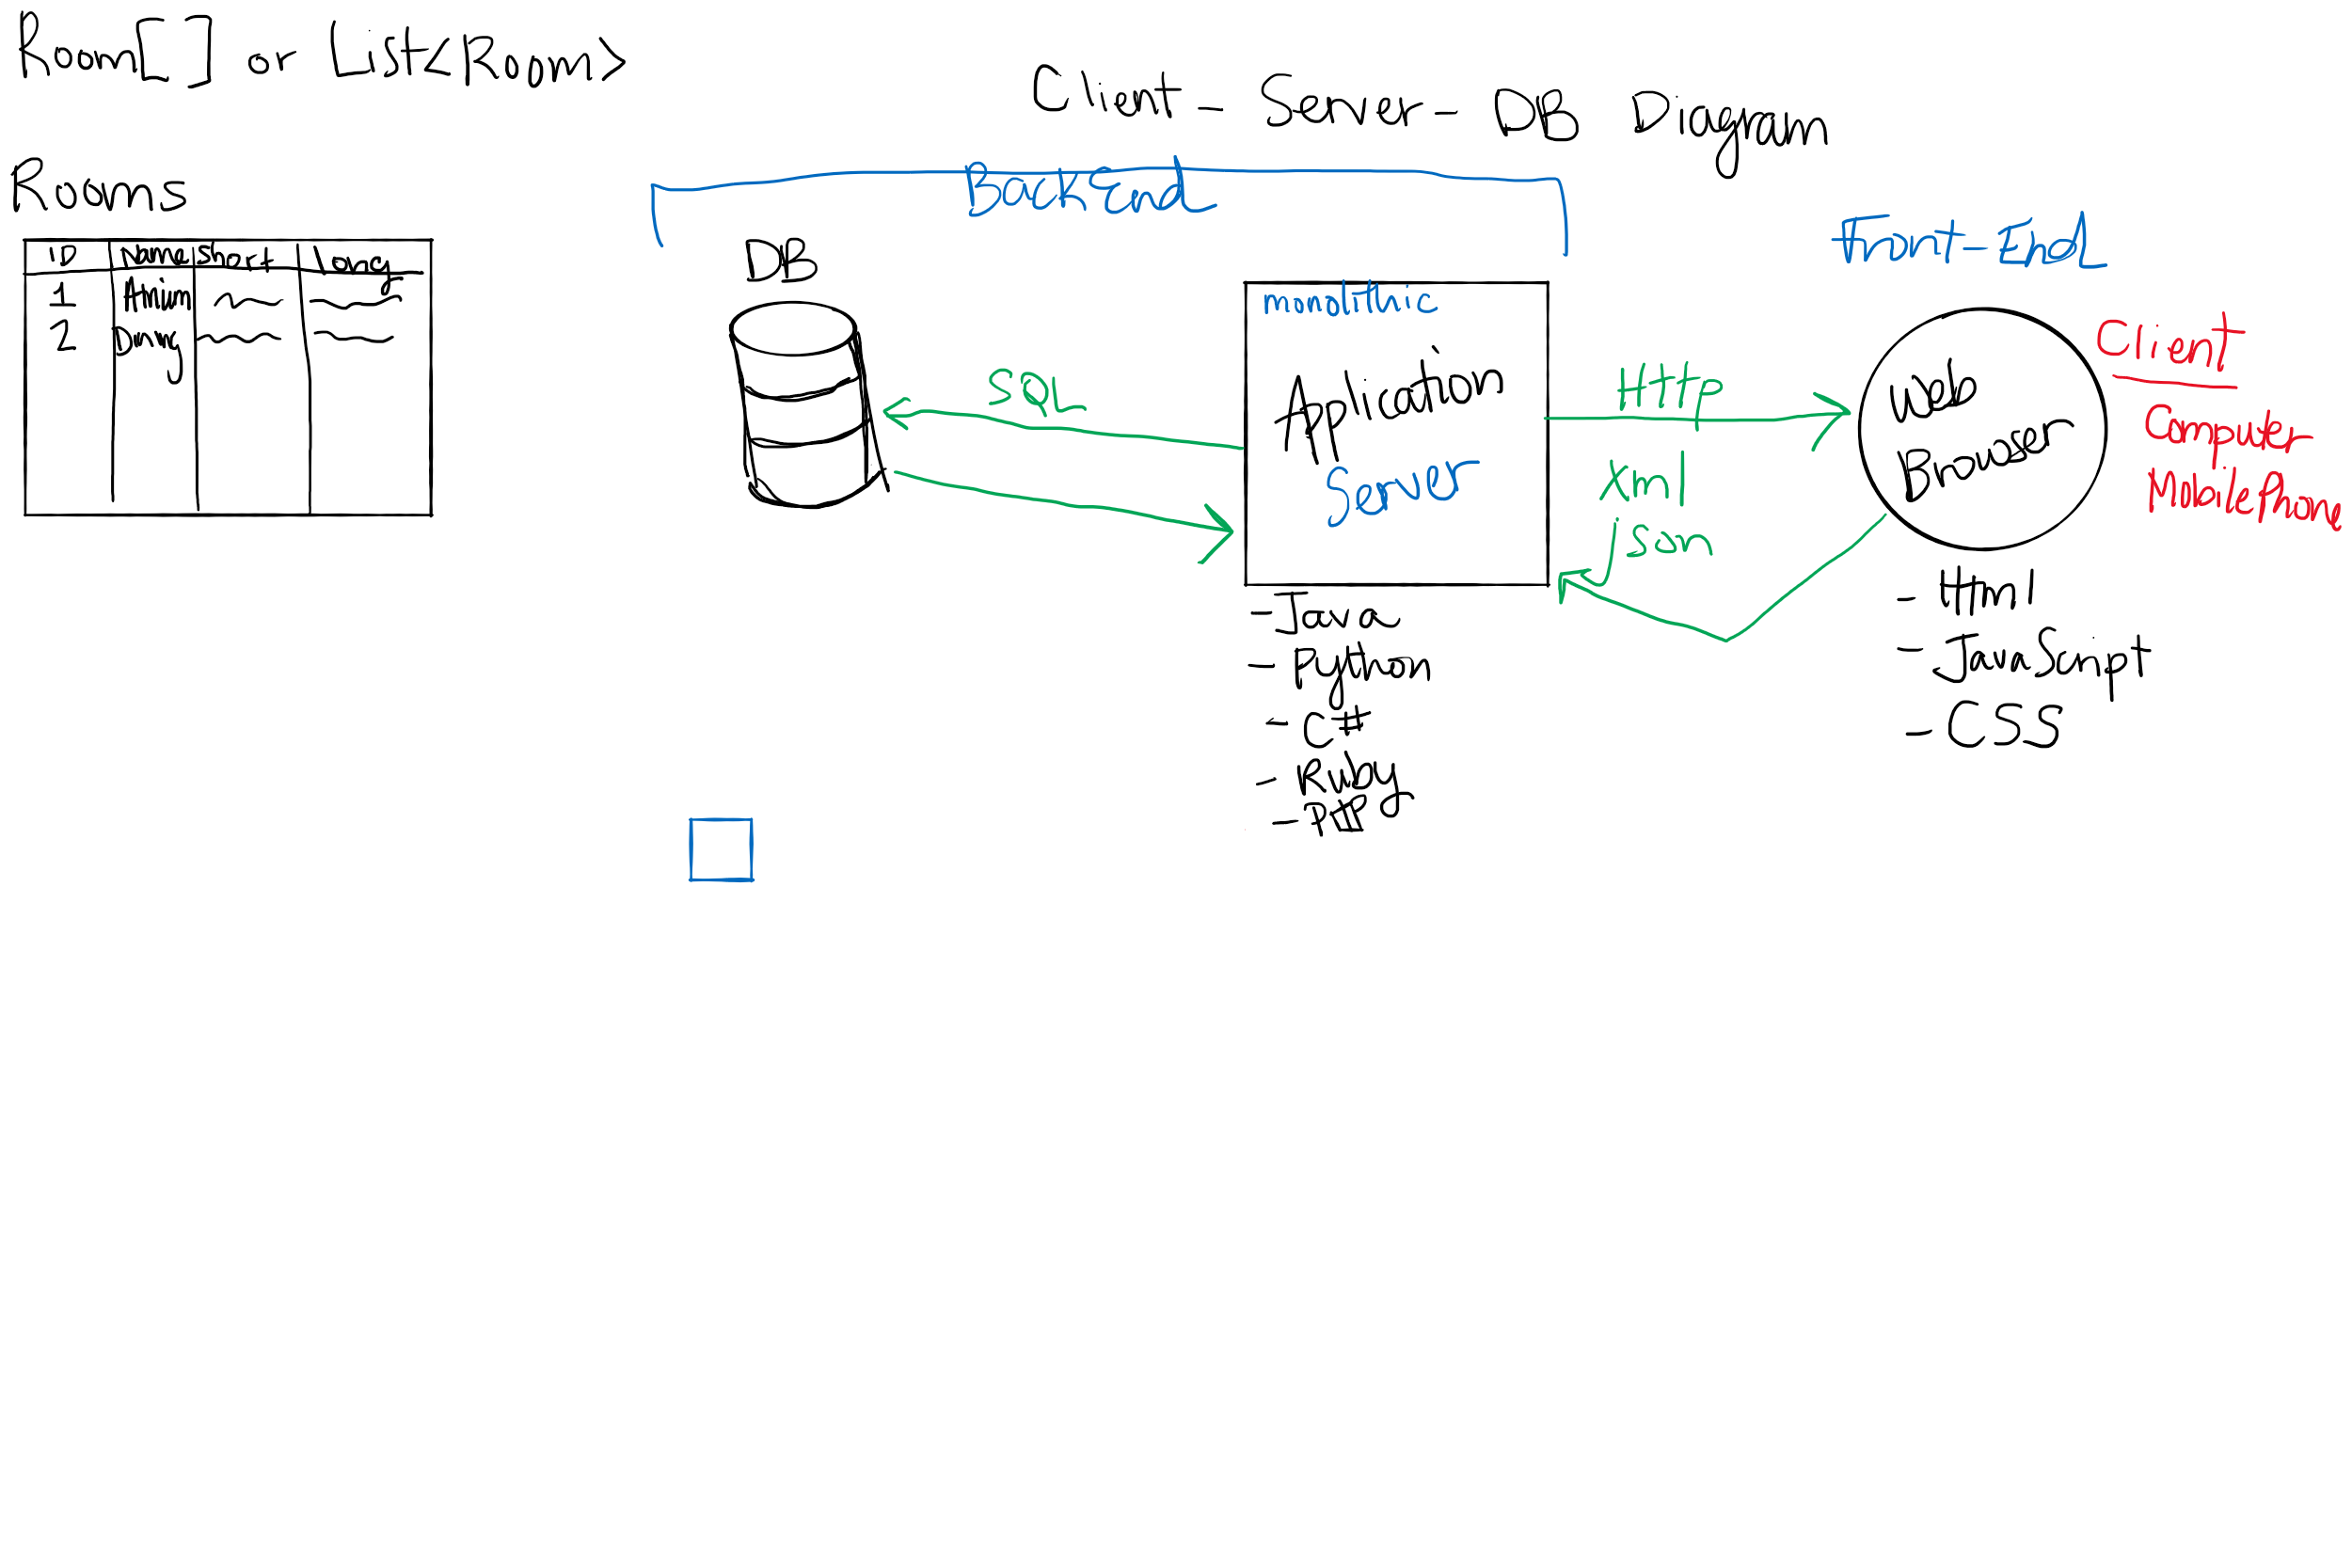 Room[] or List<Room>
Client - Server - DB Diagram
Rooms
BackEnd
Front-End
ID Name short Long
1 Atrium
2 Dining
DB
monolithic
Application
Server
SQL
HTTP
xml
json
Web
Browser
Client
Computer
Mobile Phone
- Java
- Python
- C#
- Ruby
- PHP
- Html
- JavaScript
- CSS